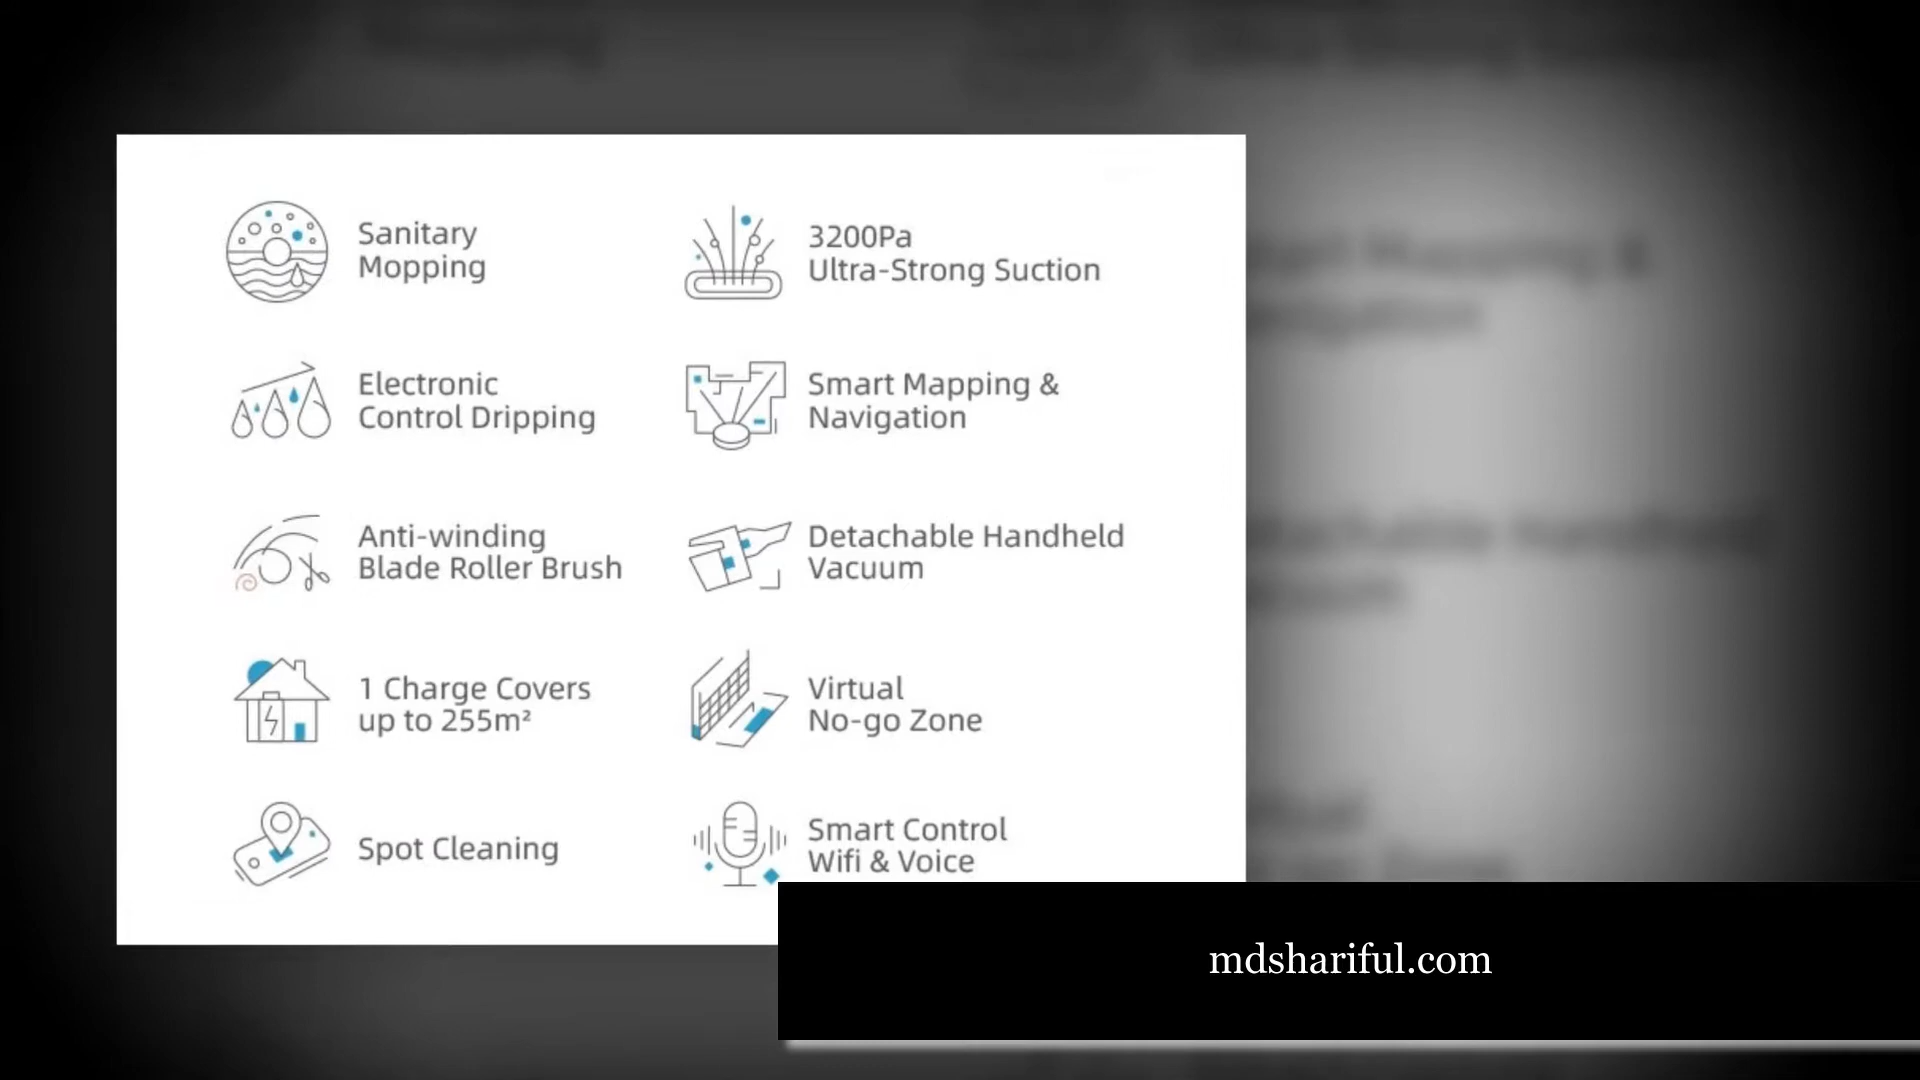 Sanitary
Mopping
3200Pa
Ultra-Strong Suction
Electronic
Control Dripping
Smart Mapping &
Navigation
Anti-winding
Blade Roller Brush
Detachable Handheld
Vacuum
1 Charge Covers
up to 255m²
Virtual
No-go Zone
Spot Cleaning
Smart Control
Wifi & Voice
mdshariful.com